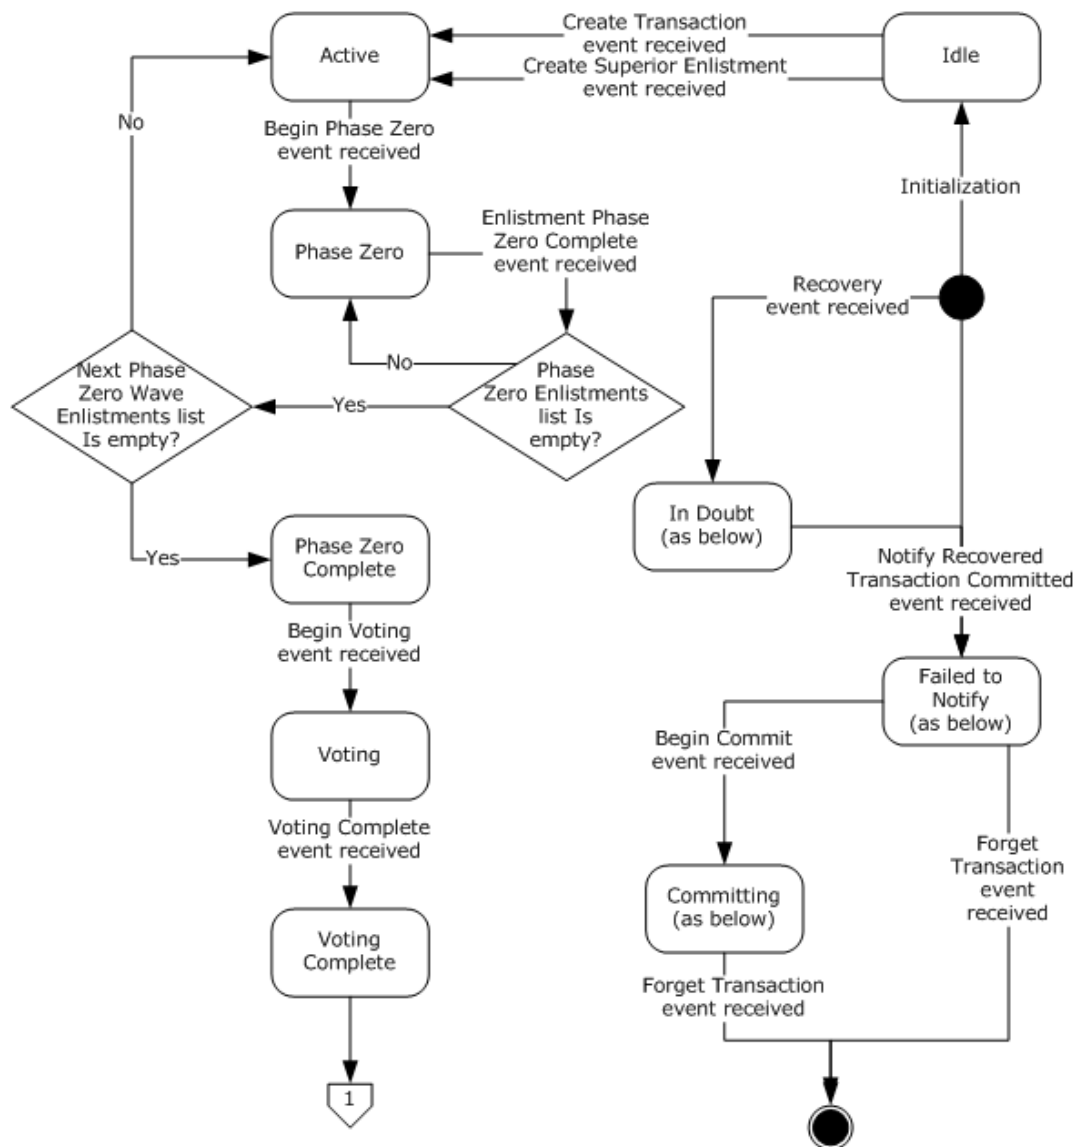 Active
Create Transaction
event received
Create Superior Enlistment
event received
Idle
No
Begin Phase Zero
event received
Initialization
Phase Zero
Enlistment Phase
Zero Complete
event received
Recovery
event received
Next Phase
Zero Wave
Enlistments list
Is empty?
Yes
No
Phase
Zero Enlistments
list Is
empty?
In Doubt
(as below)
Yes
Phase Zero
Complete
Notify Recovered
Transaction Committed
event received
Begin Voting
event received
Failed to
Notify
(as below)
Voting
Begin Commit
event received
Voting Complete
event received
Forget
Transaction
event
received
Committing
(as below)
Voting
Complete
Forget Transaction
event received
1